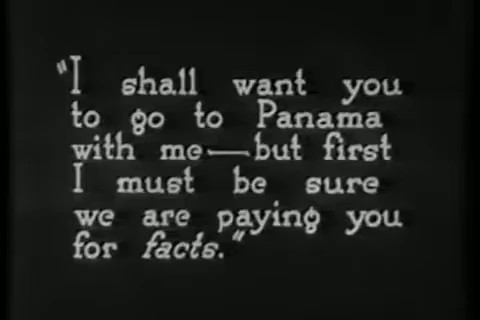 "I shall want you
to go to Panama
with me—but first
I must be sure
we are paying you
for facts."